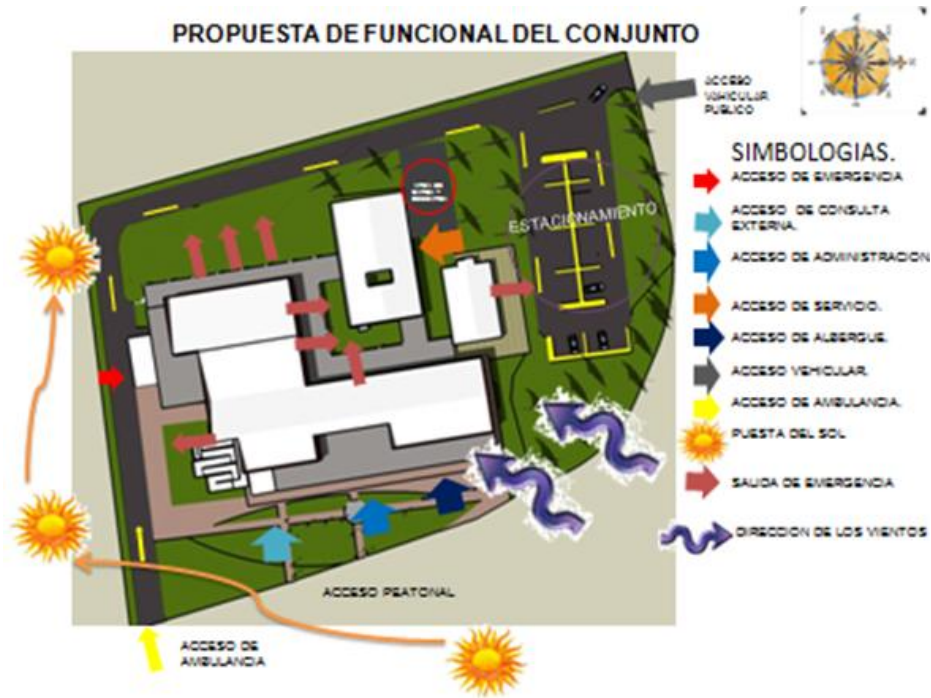 PROPUESTA DE FUNCIONAL DEL CONJUNTO
ACCESO
VEHICULAR
PUBLICO
SIMBOLOGIAS.
ACCESO DE EMERGENCIA
ACCESO DE CONSULTA
EXTERNA.
ACCESO DE ADMINISTRACION.
ACCESO DE SERVICIO.
ACCESO DE ALBERGUE.
ACCESO VEHICULAR.
ACCESO DE AMBULANCIA.
PUESTA DEL SOL
SALIDA DE EMERGENCIA
DIRECCION DE LOS VIENTOS
ESTACIONAMIENTO
ACCESO PEATONAL
ACCESO DE
AMBULANCIA